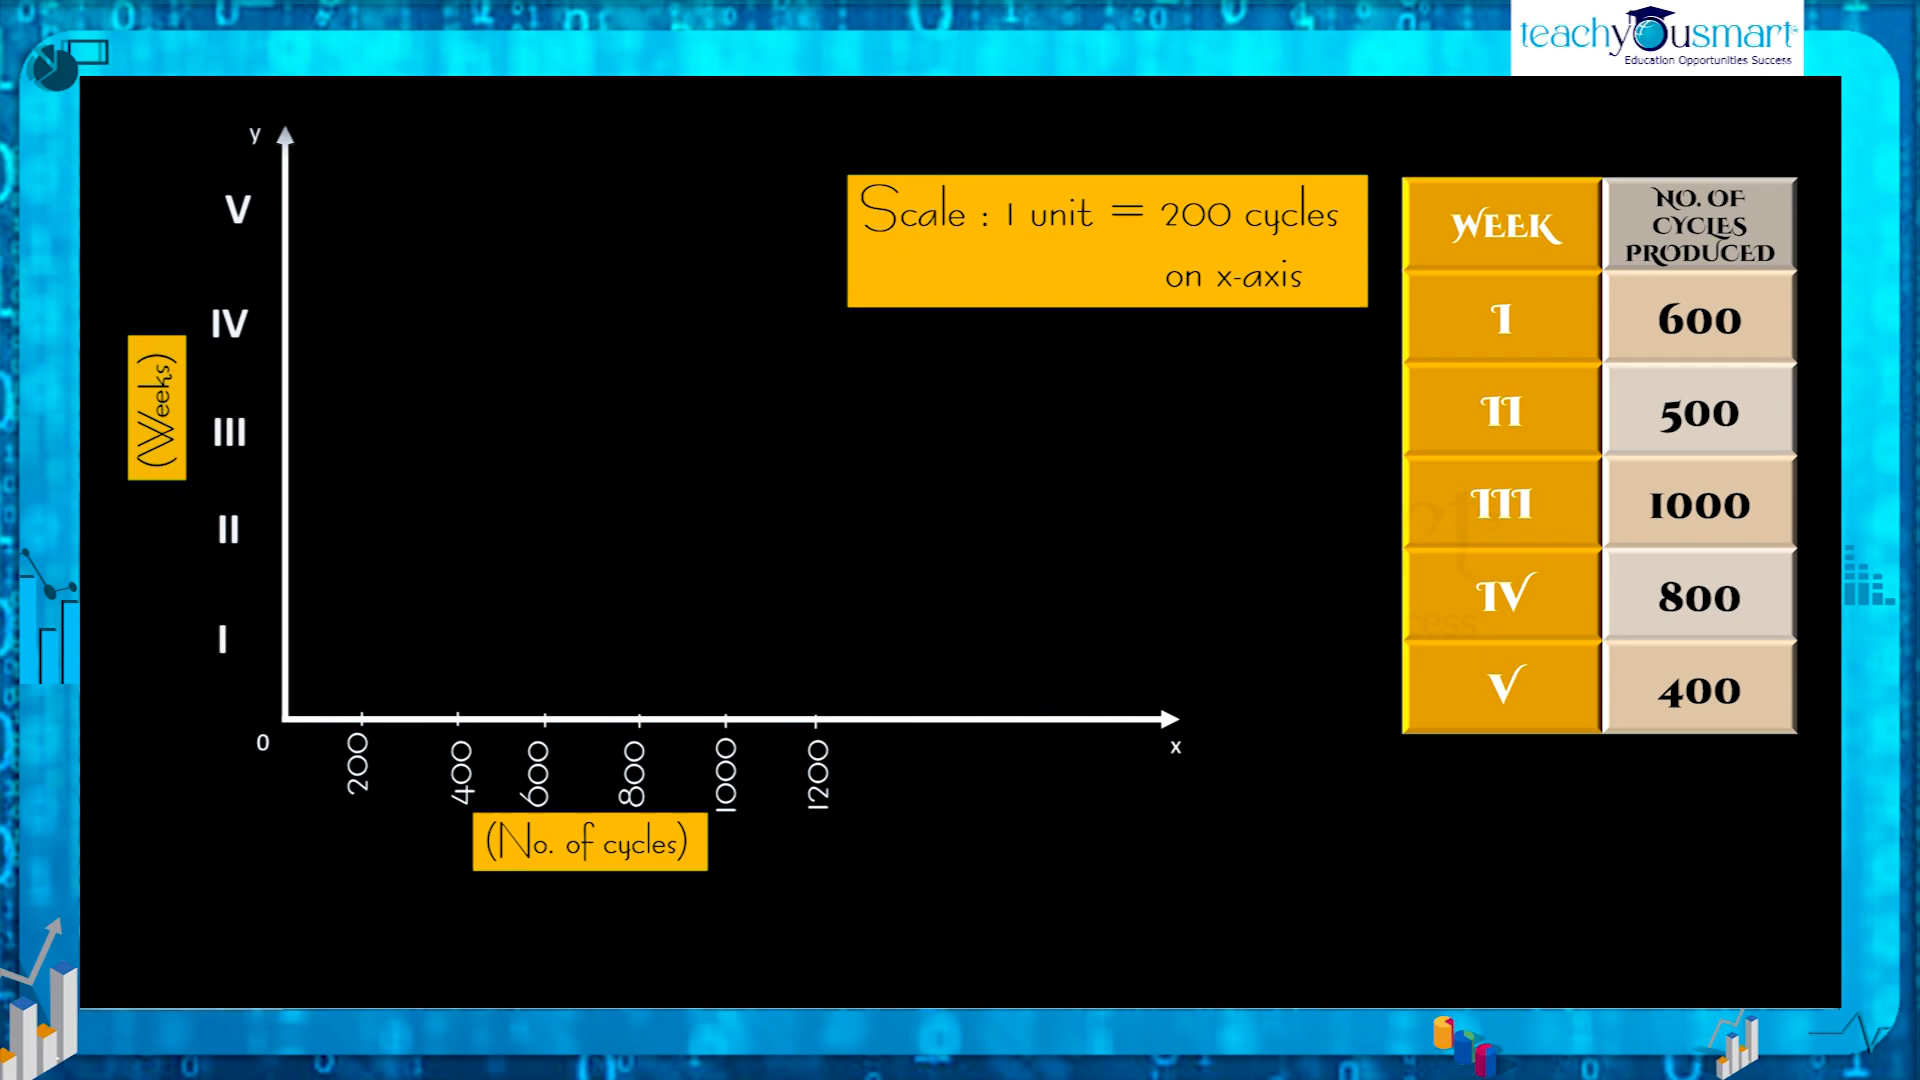 teachyousmart
Education Opportunities Success
y
V
IV
III
II
I
(Weeks)
0
200
400
600
800
1000
1200
x
(No. of cycles)
Scale : 1 unit = 200 cycles
on x-axis
WEEK
NO. OF
CYCLES
PRODUCED
I
600
II
500
III
1000
IV
800
V
400